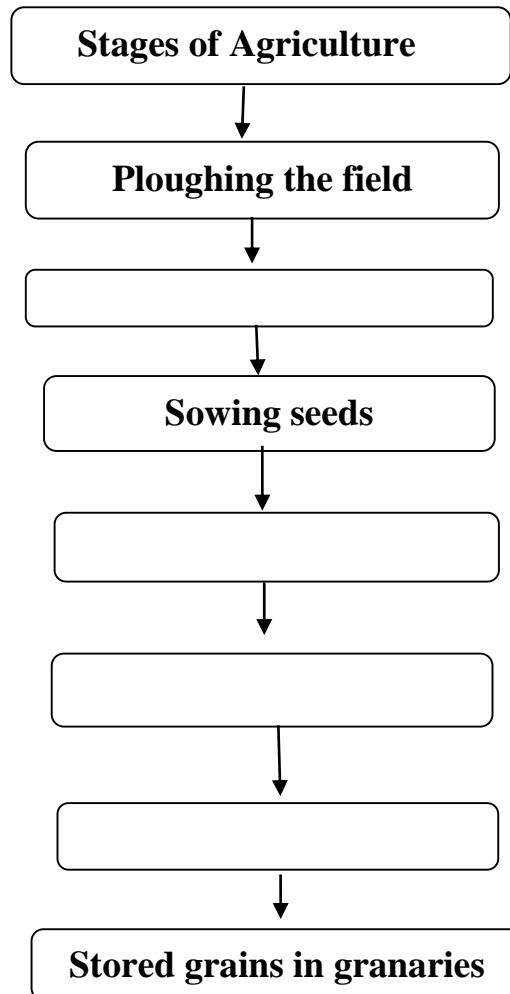 Stages of Agriculture
Ploughing the field
Sowing seeds
Stored grains in granaries